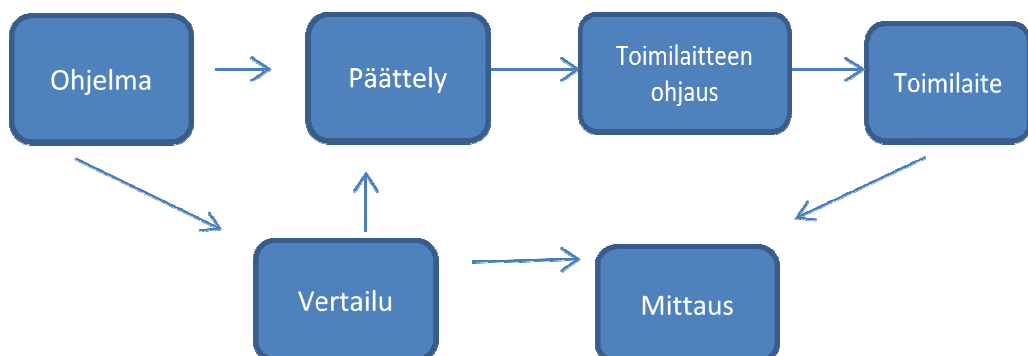 Ohjelma
Päättely
Toimilaitteen
ohjaus
Toimilaite
Vertailu
Mittaus